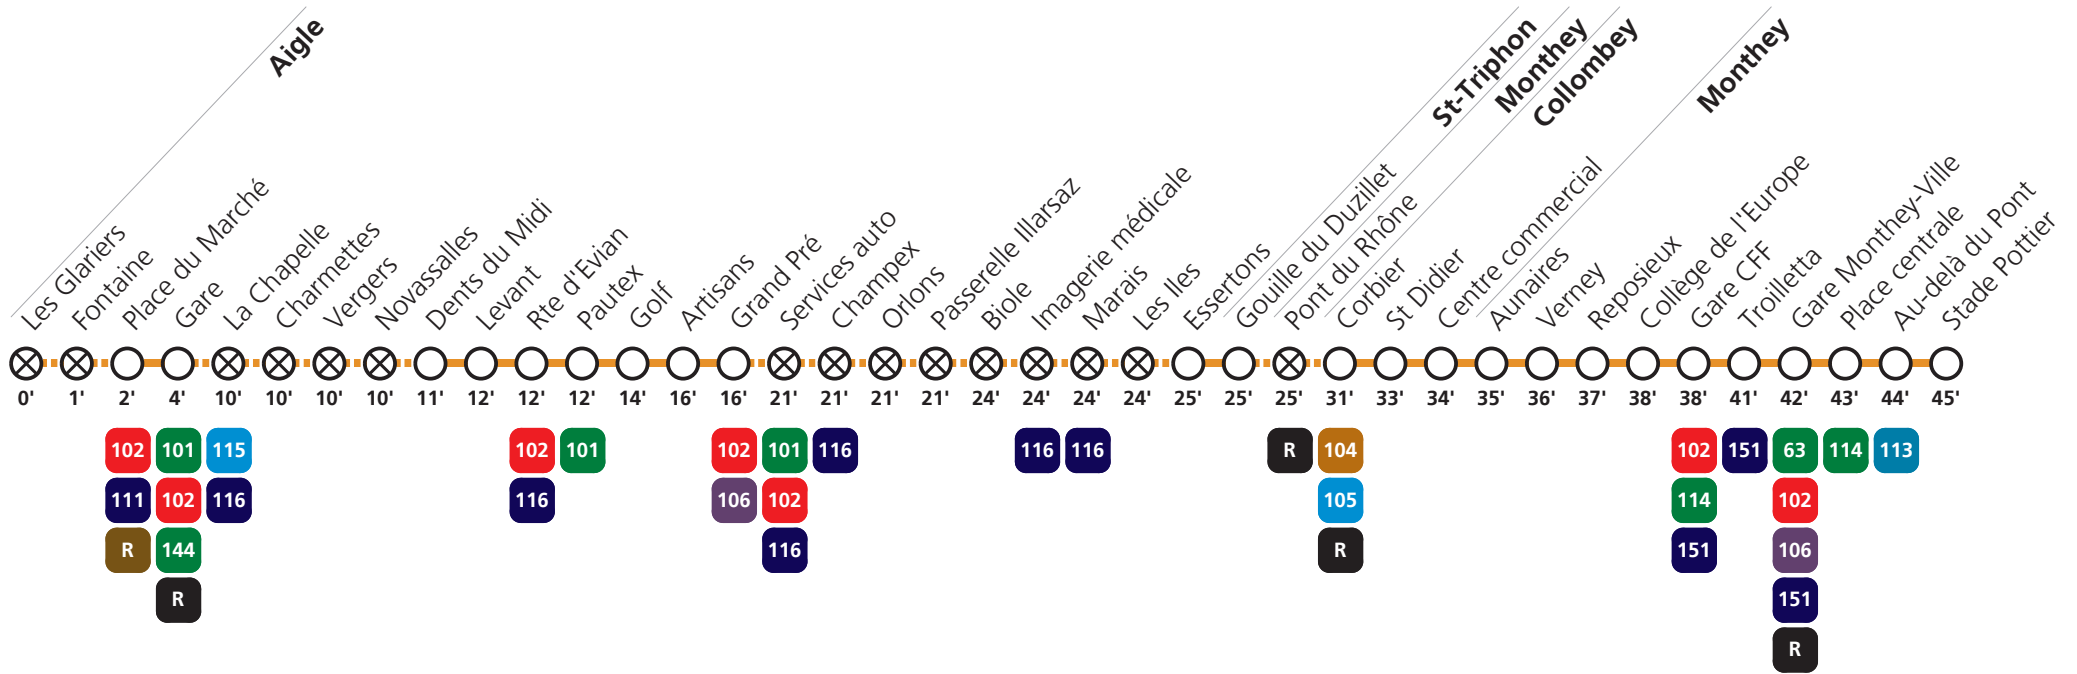 Aigle
St-Triphon
Monthey
Collombey
Monthey
Les Glariers
Fontaine
Place du Marché
Gare
La Chapelle
Charmettes
Vergers
Novassalles
Dents du Midi
Levant
Rte d'Evian
Pautex
Golf
Artisans
Grand Pré
Services auto
Champex
Orlons
Passerelle Illarsaz
Biole
Imagerie médicale
Marais
Les Iles
Essertons
Gouille du Duzillet
Pont du Rhône
Corbier
St Didier
Centre commercial
Aunaires
Verney
Reposieux
Collège de l'Europe
Gare CFF
Troilletta
Gare Monthey-Ville
Place centrale
Au-delà du Pont
Stade Pottier
0' 1' 2' 4' 10' 10' 10' 10' 11' 12' 12' 12' 14' 16' 16' 21' 21' 21' 21' 24' 24' 24' 24' 25' 25' 25' 31' 33' 34' 35' 36' 37' 38' 38' 41' 42' 43' 44' 45'
102 101 115 102 101 102 101 116 116 116 R 104 102 151 63 114 113
111 102 116 116 106 102 105 114 102
R 144 116 R 151 106
R 151
R